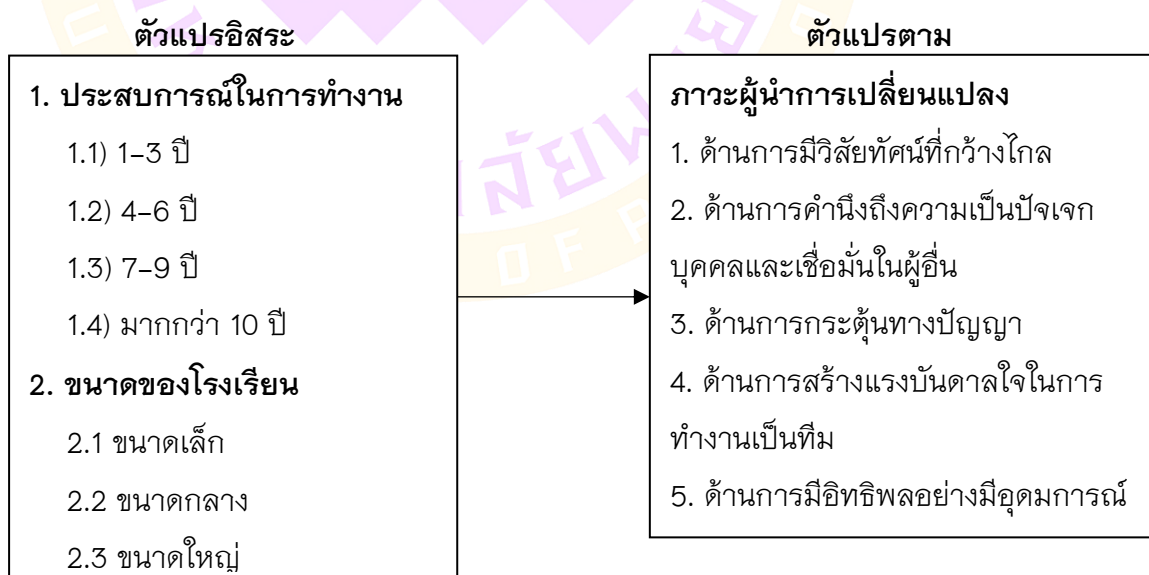 ตัวแปรอิสระ
1. ประสบการณ์ในการทำงาน
1.1) 1–3 ปี
1.2) 4–6 ปี
1.3) 7–9 ปี
1.4) มากกว่า 10 ปี
2. ขนาดของโรงเรียน
2.1 ขนาดเล็ก
2.2 ขนาดกลาง
2.3 ขนาดใหญ่
ตัวแปรตาม
ภาวะผู้นำการเปลี่ยนแปลง
1. ด้านการมีวิสัยทัศน์ที่กว้างไกล
2. ด้านการคำนึงถึงความเป็นปัจเจก
บุคคลและเชื่อมั่นในผู้อื่น
3. ด้านการกระตุ้นทางปัญญา
4. ด้านการสร้างแรงบันดาลใจในการ
ทำงานเป็นทีม
5. ด้านการมีอิทธิพลอย่างมีอุดมการณ์